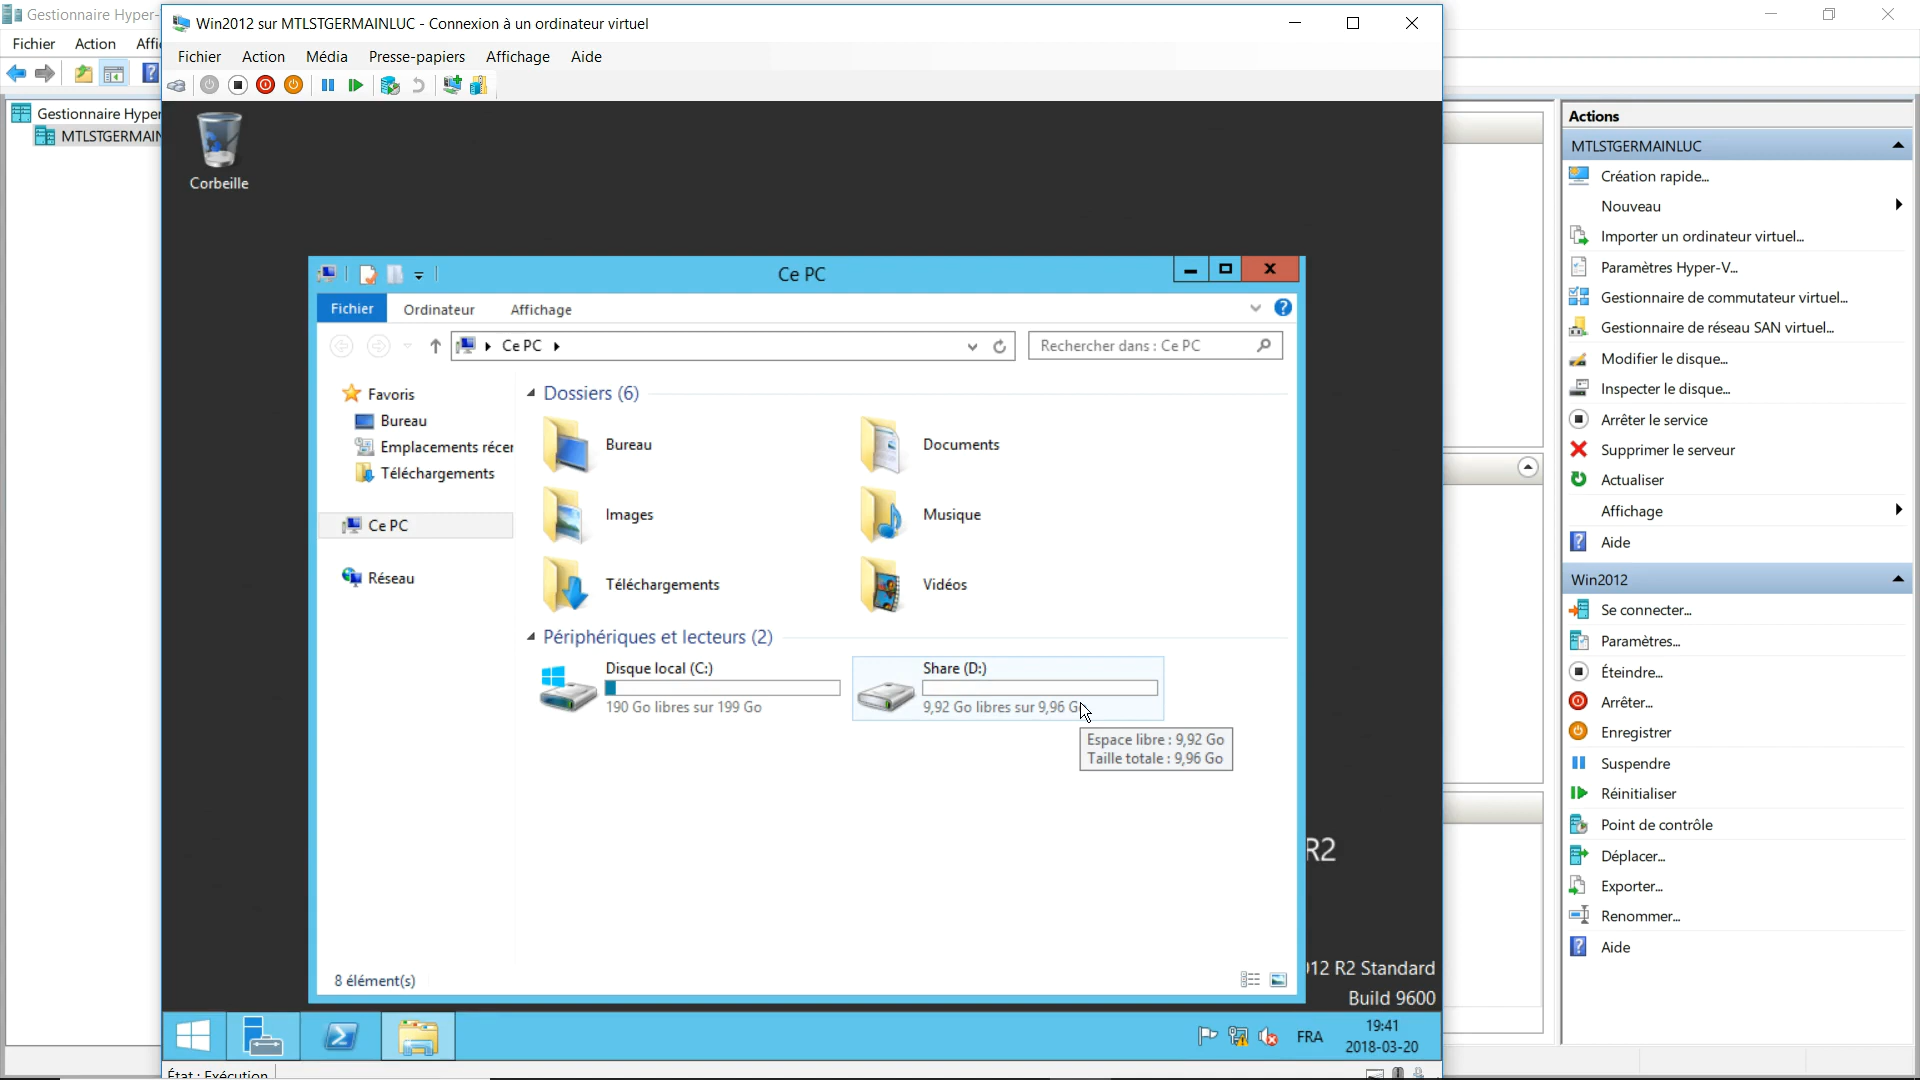 Gestionnaire Hyper-
Fichier Action Affi
Gestionnaire Hyper
MTLSTGERMAIN
Win2012 sur MTLSTGERMAINLUC - Connexion à un ordinateur virtuel
Fichier Action Média Presse-papiers Affichage Aide
Corbeille
Ce PC
Fichier Ordinateur Affichage
Ce PC
Rechercher dans : Ce PC
Favoris
Bureau
Emplacements récer
Téléchargements
Ce PC
Réseau
Dossiers (6)
Bureau
Documents
Images
Musique
Téléchargements
Vidéos
Périphériques et lecteurs (2)
Disque local (C:)
190 Go libres sur 199 Go
Share (D:)
9,92 Go libres sur 9,96 G
Espace libre : 9,92 Go
Taille totale : 9,96 Go
8 élément(s)
R2
12 R2 Standard
Build 9600
FRA
19:41
2018-03-20
État : Exécution
Actions
MTLSTGERMAINLUC
Création rapide...
Nouveau
Importer un ordinateur virtuel...
Paramètres Hyper-V...
Gestionnaire de commutateur virtuel...
Gestionnaire de réseau SAN virtuel...
Modifier le disque...
Inspecter le disque...
Arrêter le service
Supprimer le serveur
Actualiser
Affichage
Aide
Win2012
Se connecter...
Paramètres...
Éteindre...
Arrêter...
Enregistrer
Suspendre
Réinitialiser
Point de contrôle
Déplacer...
Exporter...
Renommer...
Aide